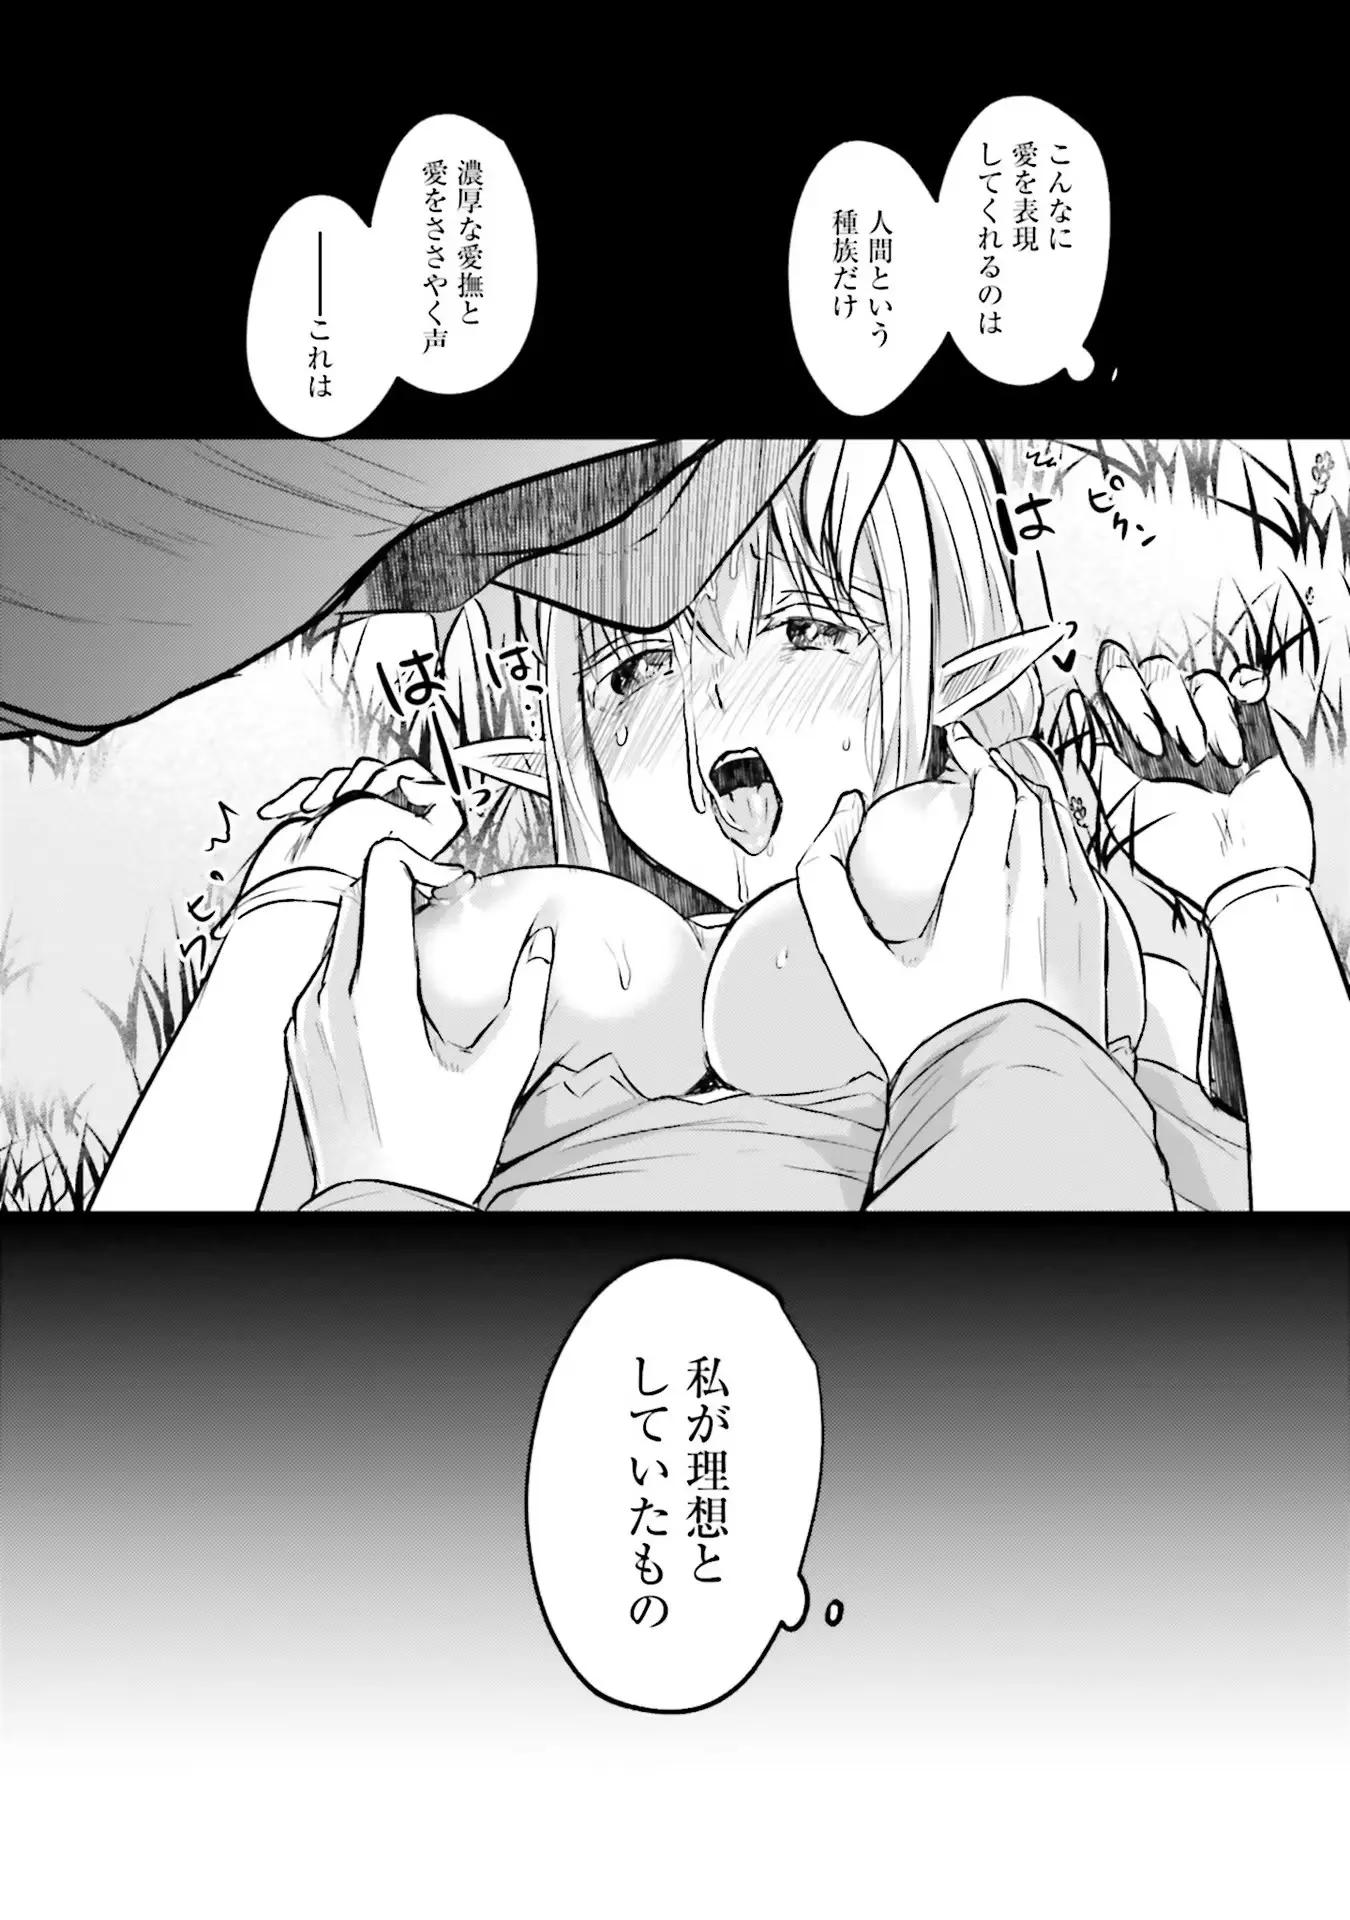 こんなに
愛を表現
してくれるのは
人間という
種族だけ
濃厚な愛撫と
愛をささやく声
――これは
は―
ピクン
は…
は―っ
ピクン
私が理想と
していたもの